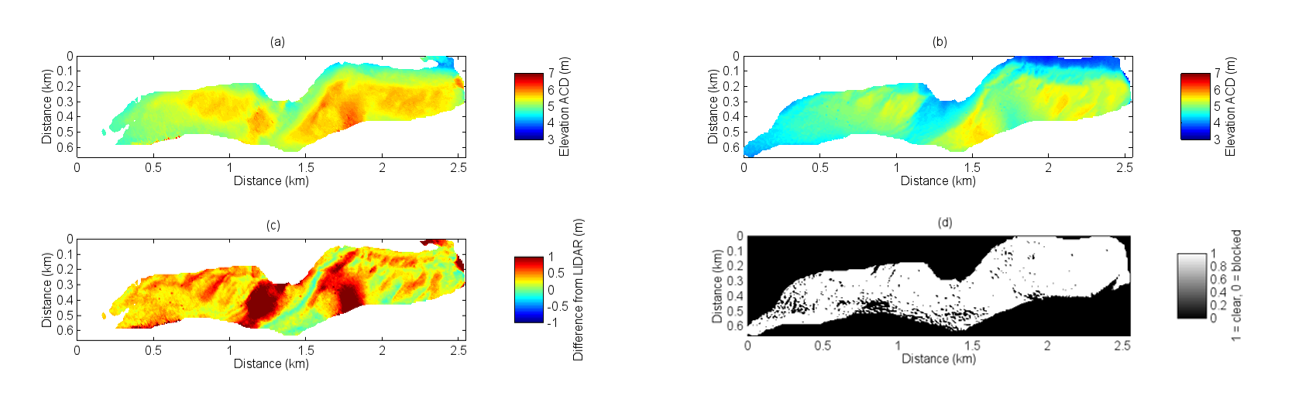 (a)
0
0.1
0.2
0.3
0.4
0.5
0.6
Distance (km)
0 0.5 1 1.5 2 2.5
Distance (km)
7
6
5
4
3
Elevation ACD (m)
(b)
0
0.1
0.2
0.3
0.4
0.5
0.6
Distance (km)
0 0.5 1 1.5 2 2.5
Distance (km)
7
6
5
4
3
Elevation ACD (m)
(c)
0
0.1
0.2
0.3
0.4
0.5
0.6
Distance (km)
0 0.5 1 1.5 2 2.5
Distance (km)
1
0.5
0
-0.5
-1
Difference from LIDAR (m)
(d)
0
0.1
0.2
0.3
0.4
0.5
0.6
Distance (km)
0 0.5 1 1.5 2 2.5
Distance (km)
1
0.8
0.6
0.4
0.2
0
1 = clear, 0 = blocked